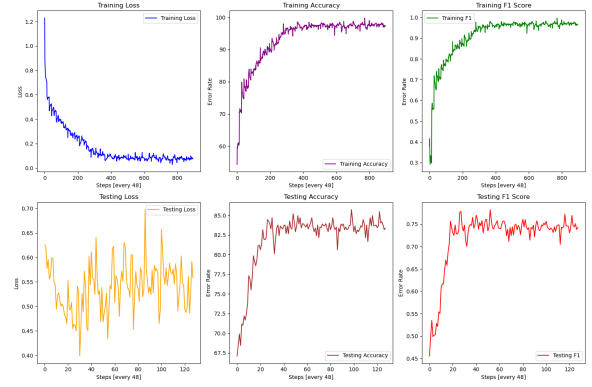 Training Loss
Training Accuracy
Training F1 Score
Training Loss
Training Accuracy
Training F1
Loss
Error Rate
Error Rate
1.2
1.0
0.8
0.6
0.4
0.2
0.0
100
90
80
70
60
1.0
0.9
0.8
0.7
0.6
0.5
0.4
0.3
0 200 400 600 800
0 200 400 600 800
0 200 400 600 800
Steps [every 48]
Steps [every 48]
Steps [every 48]
Testing Loss
Testing Accuracy
Testing F1 Score
Testing Loss
Testing Accuracy
Testing F1
Loss
Error Rate
Error Rate
0.70
0.65
0.60
0.55
0.50
0.45
0.40
85.0
82.5
80.0
77.5
75.0
72.5
70.0
67.5
0.75
0.70
0.65
0.60
0.55
0.50
0.45
0 20 40 60 80 100 120
0 20 40 60 80 100 120
0 20 40 60 80 100 120
Steps [every 48]
Steps [every 48]
Steps [every 48]